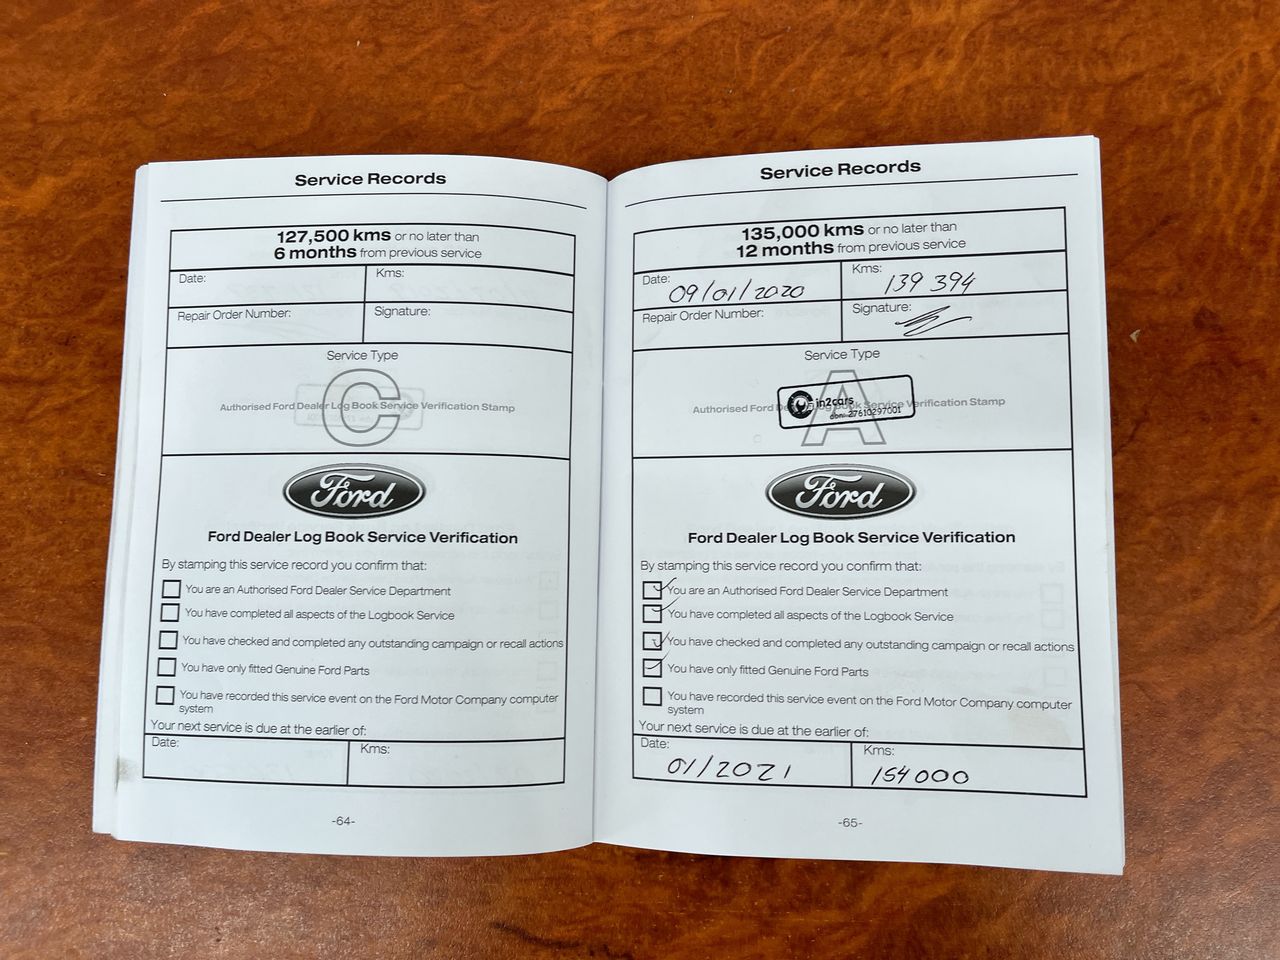 Service Records
127,500 kms or no later than
6 months from previous service
Date:
Kms:
Repair Order Number:
Signature:
Service Type
C
Authorised Ford Dealer Log Book Service Verification Stamp
Ford
Ford Dealer Log Book Service Verification
By stamping this service record you confirm that:
You are an Authorised Ford Dealer Service Department
You have completed all aspects of the Logbook Service
You have checked and completed any outstanding campaign or recall actions
You have only fitted Genuine Ford Parts
You have recorded this service event on the Ford Motor Company computer
system
Your next service is due at the earlier of:
Date:
Kms:
-64-
Service Records
135,000 kms or no later than
12 months from previous service
Date: 09/01/2020
Kms: 139 394
Repair Order Number:
Signature:
Service Type
A
Authorised Ford Dealer Log Book Service Verification Stamp
in2cars
abn: 27610297001
Ford
Ford Dealer Log Book Service Verification
By stamping this service record you confirm that:
You are an Authorised Ford Dealer Service Department
You have completed all aspects of the Logbook Service
You have checked and completed any outstanding campaign or recall actions
You have only fitted Genuine Ford Parts
You have recorded this service event on the Ford Motor Company computer
system
Your next service is due at the earlier of:
Date: 01/2021
Kms: 154000
-65-